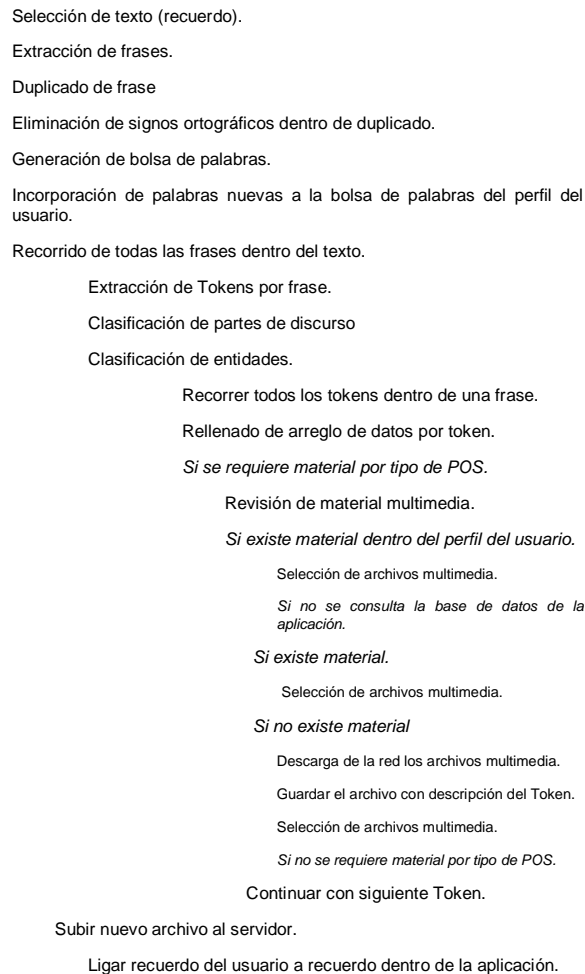 Selección de texto (recuerdo).
Extracción de frases.
Duplicado de frase
Eliminación de signos ortográficos dentro de duplicado.
Generación de bolsa de palabras.
Incorporación de palabras nuevas a la bolsa de palabras del perfil del
usuario.
Recorrido de todas las frases dentro del texto.
Extracción de Tokens por frase.
Clasificación de partes de discurso
Clasificación de entidades.
Recorrer todos los tokens dentro de una frase.
Rellenado de arreglo de datos por token.
Si se requiere material por tipo de POS.
Revisión de material multimedia.
Si existe material dentro del perfil del usuario.
Selección de archivos multimedia.
Si no se consulta la base de datos de la
aplicación.
Si existe material.
Selección de archivos multimedia.
Si no existe material
Descarga de la red los archivos multimedia.
Guardar el archivo con descripción del Token.
Selección de archivos multimedia.
Si no se requiere material por tipo de POS.
Continuar con siguiente Token.
Subir nuevo archivo al servidor.
Ligar recuerdo del usuario a recuerdo dentro de la aplicación.